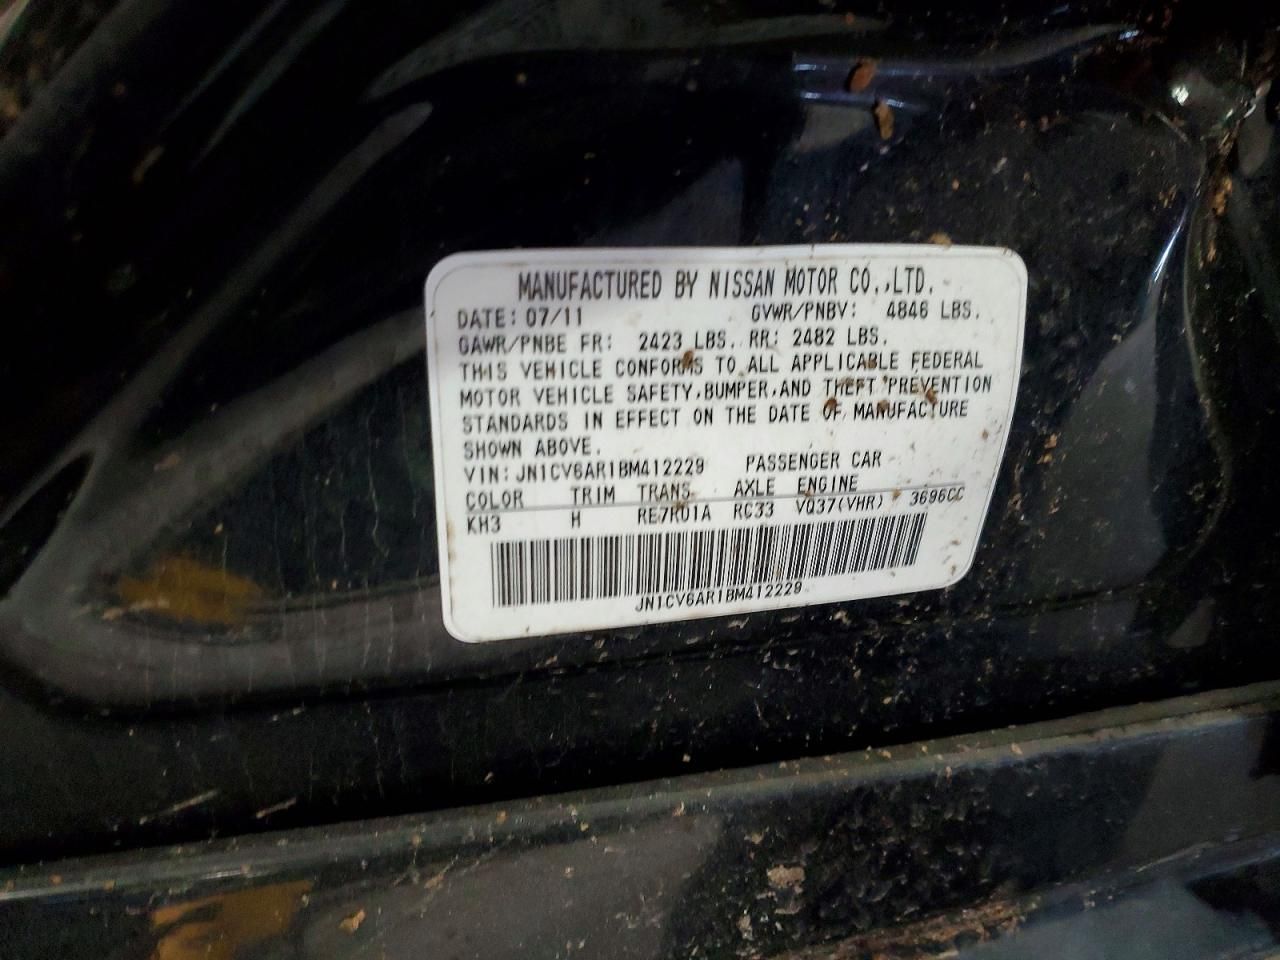 MANUFACTURED BY NISSAN MOTOR CO.,LTD.
DATE: 07/11 GVWR/PNBV: 4846 LBS.
GAWR/PNBE FR: 2423 LBS. RR: 2482 LBS.
THIS VEHICLE CONFORMS TO ALL APPLICABLE FEDERAL
MOTOR VEHICLE SAFETY,BUMPER,AND THEFT PREVENTION
STANDARDS IN EFFECT ON THE DATE OF MANUFACTURE
SHOWN ABOVE.
VIN: JN1CV6AR1BM412229 PASSENGER CAR
COLOR TRIM TRANS AXLE ENGINE
KH3 H RE7R01A RC33 VQ37(VHR) 3696CC
JN1CV6AR1BM412229